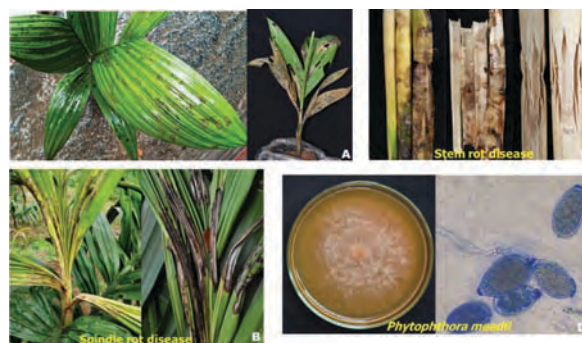 A
Stem rot disease
B
Spindle rot disease
Phytophthora meadii